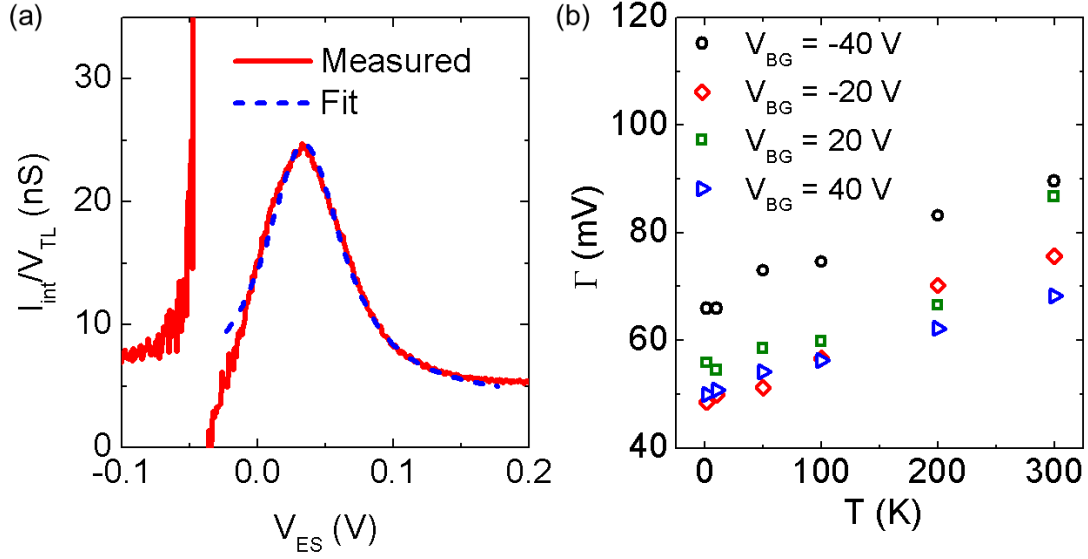 (a)
Measured
Fit
I_int/V_TL (nS)
30
20
10
0
-0.1
0.0
0.1
0.2
V_ES (V)
(b)
V_BG = -40 V
V_BG = -20 V
V_BG = 20 V
V_BG = 40 V
Γ (mV)
120
100
80
60
40
0
100
200
300
T (K)